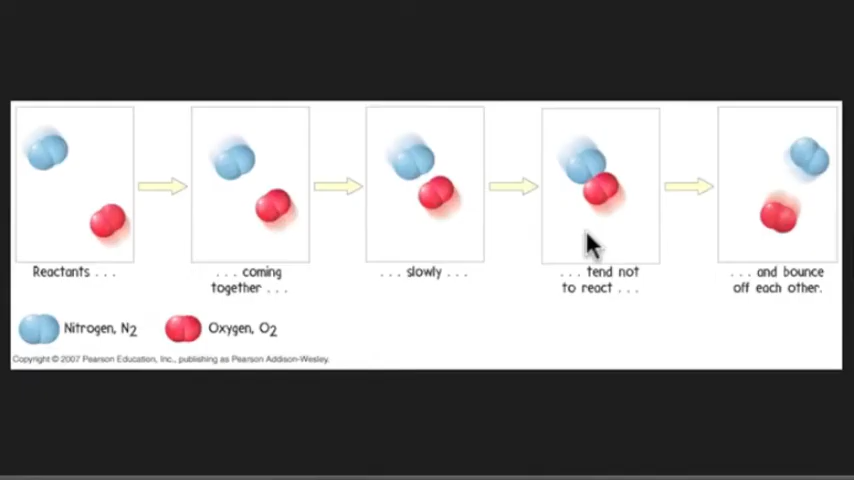 Reactants . . .
. . . coming
together . . .
. . . slowly . . .
. . . tend not
to react . . .
. . . and bounce
off each other.
Nitrogen, N2
Oxygen, O2
Copyright © 2007 Pearson Education, Inc., publishing as Pearson Addison-Wesley.